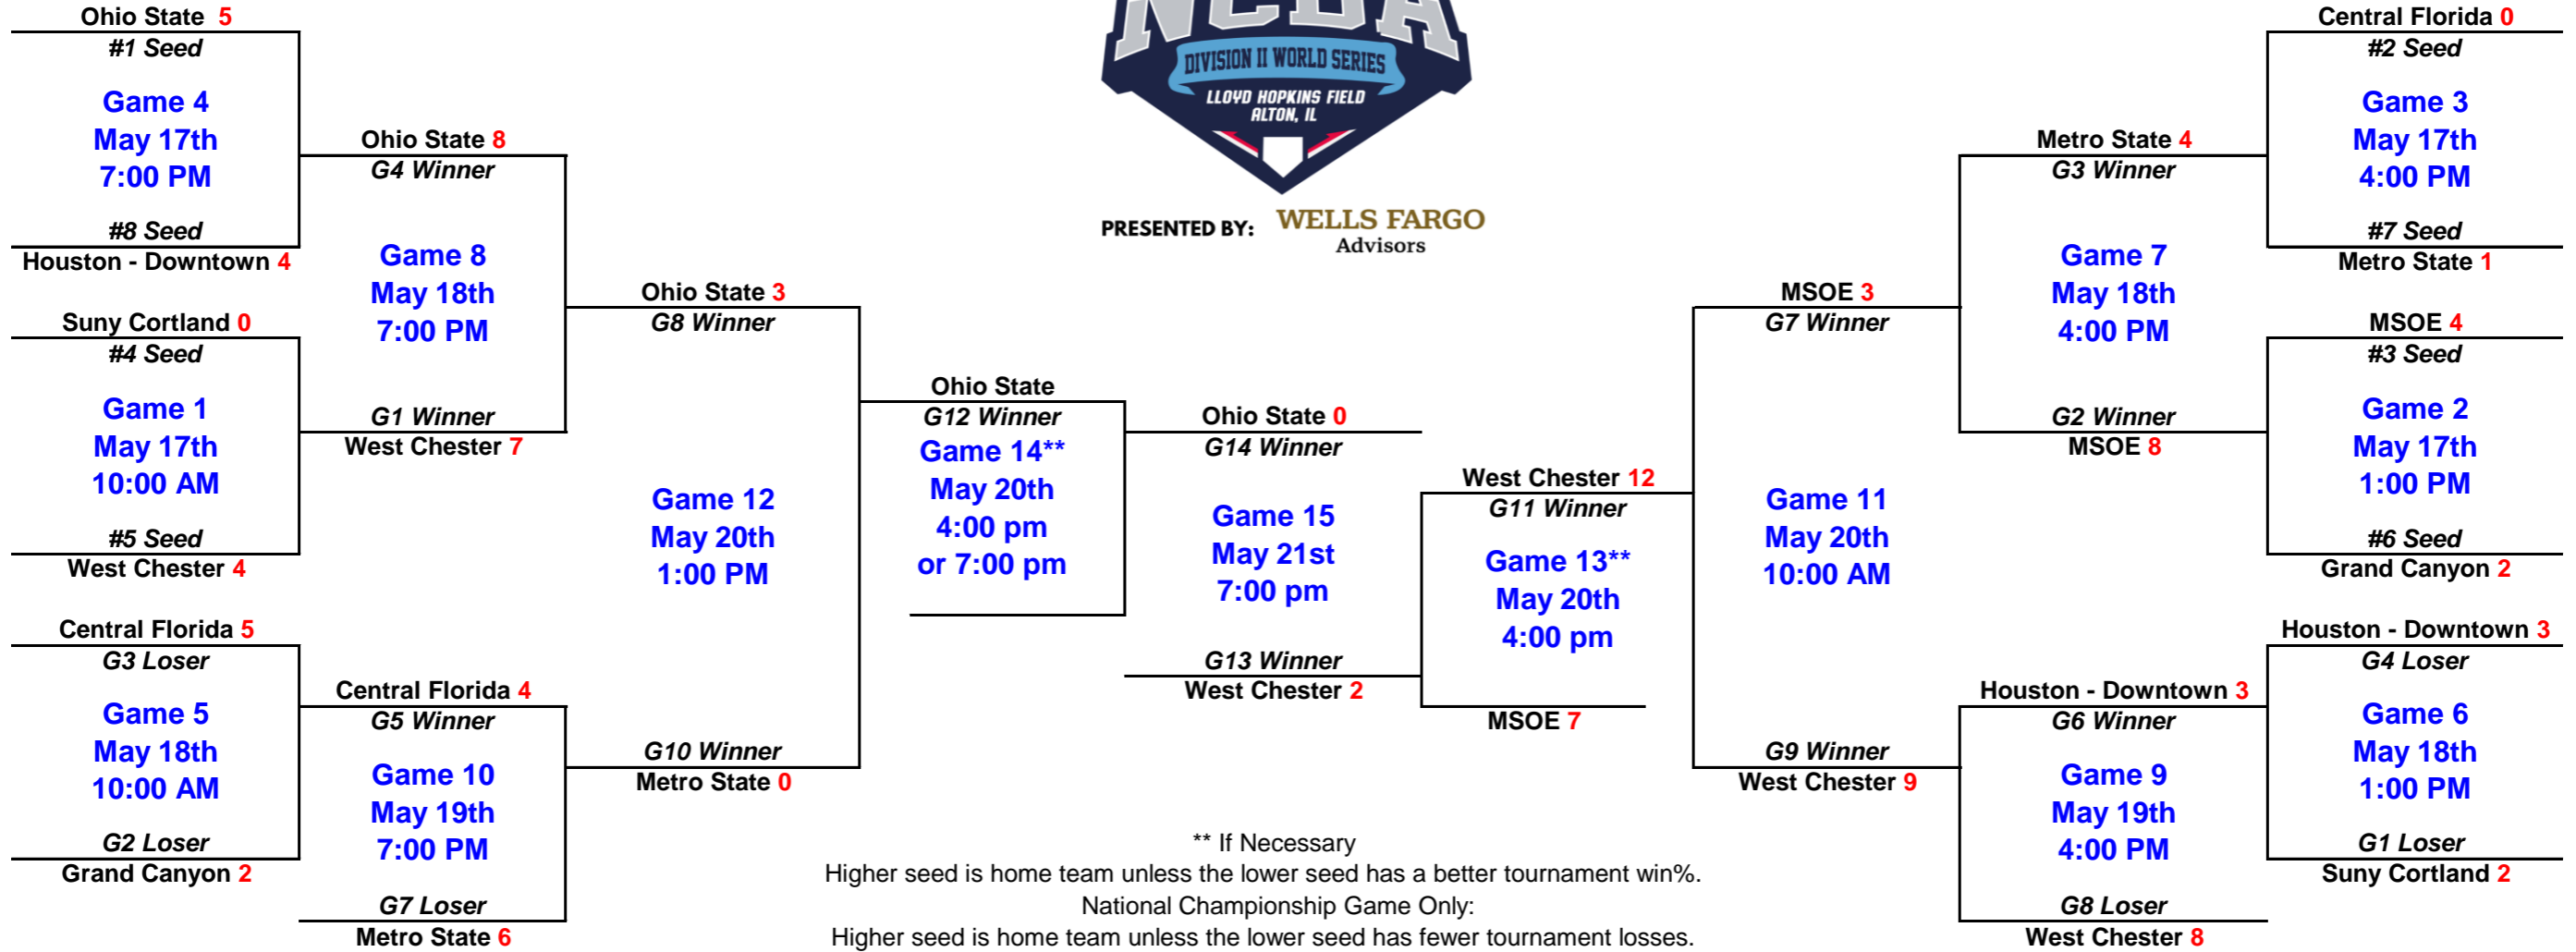 Ohio State 5
#1 Seed
Game 4
May 17th
7:00 PM
#8 Seed
Houston - Downtown 4
Suny Cortland 0
#4 Seed
Game 1
May 17th
10:00 AM
#5 Seed
West Chester 4
Central Florida 5
G3 Loser
Game 5
May 18th
10:00 AM
G2 Loser
Grand Canyon 2
Ohio State 8
G4 Winner
Game 8
May 18th
7:00 PM
G1 Winner
West Chester 7
Central Florida 4
G5 Winner
Game 10
May 19th
7:00 PM
G7 Loser
Metro State 6
Ohio State 3
G8 Winner
Game 12
May 20th
1:00 PM
G10 Winner
Metro State 0
Ohio State
G12 Winner
Game 14**
May 20th
4:00 pm
or 7:00 pm
NCBA
DIVISION II WORLD SERIES
LLOYD HOPKINS FIELD
ALTON, IL
PRESENTED BY: WELLS FARGO
Advisors
Ohio State 0
G14 Winner
Game 15
May 21st
7:00 pm
G13 Winner
West Chester 2
West Chester 12
G11 Winner
Game 13**
May 20th
4:00 pm
MSOE 7
MSOE 3
G7 Winner
Game 11
May 20th
10:00 AM
G9 Winner
West Chester 9
Metro State 4
G3 Winner
Game 7
May 18th
4:00 PM
G2 Winner
MSOE 8
Houston - Downtown 3
G6 Winner
Game 9
May 19th
4:00 PM
G8 Loser
West Chester 8
Central Florida 0
#2 Seed
Game 3
May 17th
4:00 PM
#7 Seed
Metro State 1
MSOE 4
#3 Seed
Game 2
May 17th
1:00 PM
#6 Seed
Grand Canyon 2
Houston - Downtown 3
G4 Loser
Game 6
May 18th
1:00 PM
G1 Loser
Suny Cortland 2
** If Necessary
Higher seed is home team unless the lower seed has a better tournament win%.
National Championship Game Only:
Higher seed is home team unless the lower seed has fewer tournament losses.